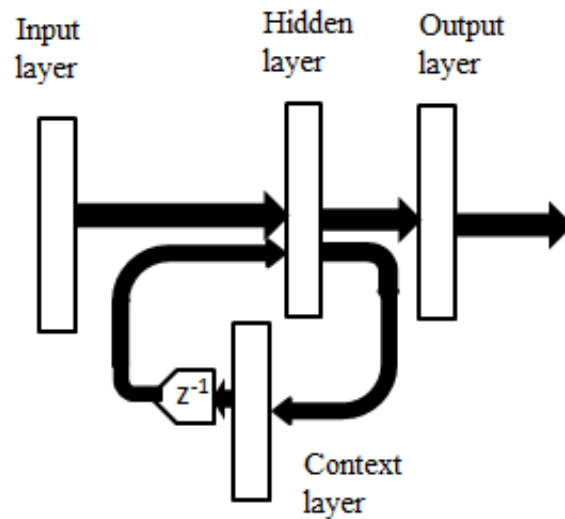 Input
layer
Hidden
layer
Output
layer
z⁻¹
Context
layer